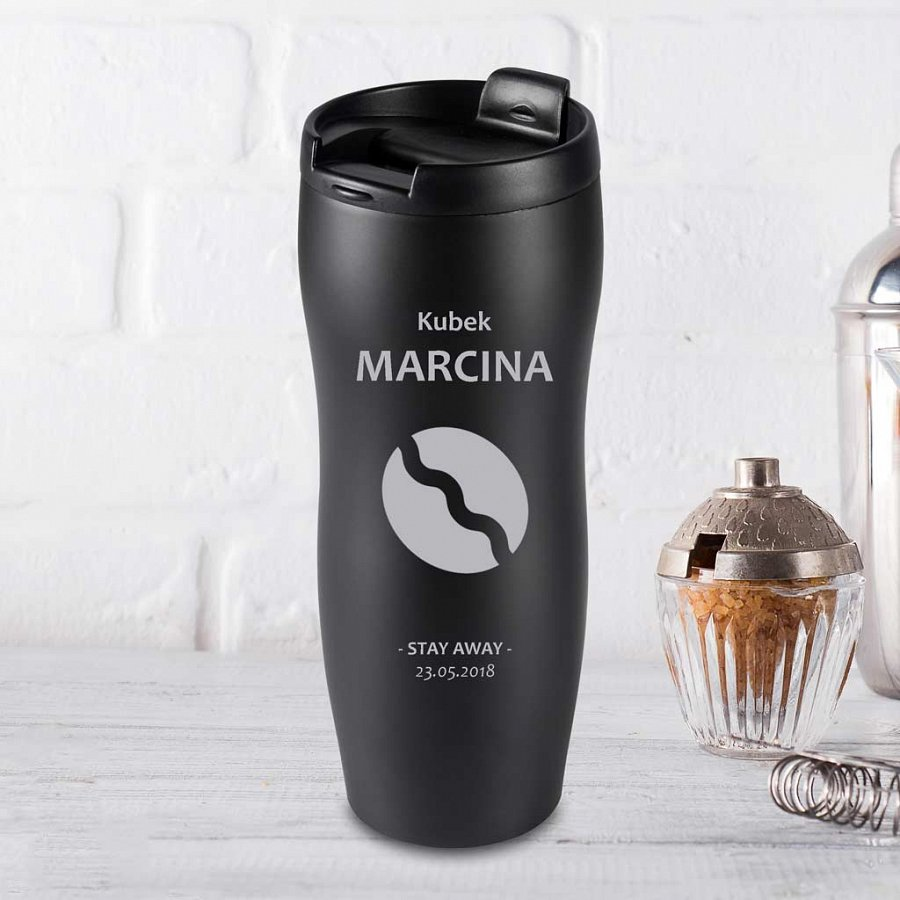 Kubek
MARCINA
- STAY AWAY -
23.05.2018